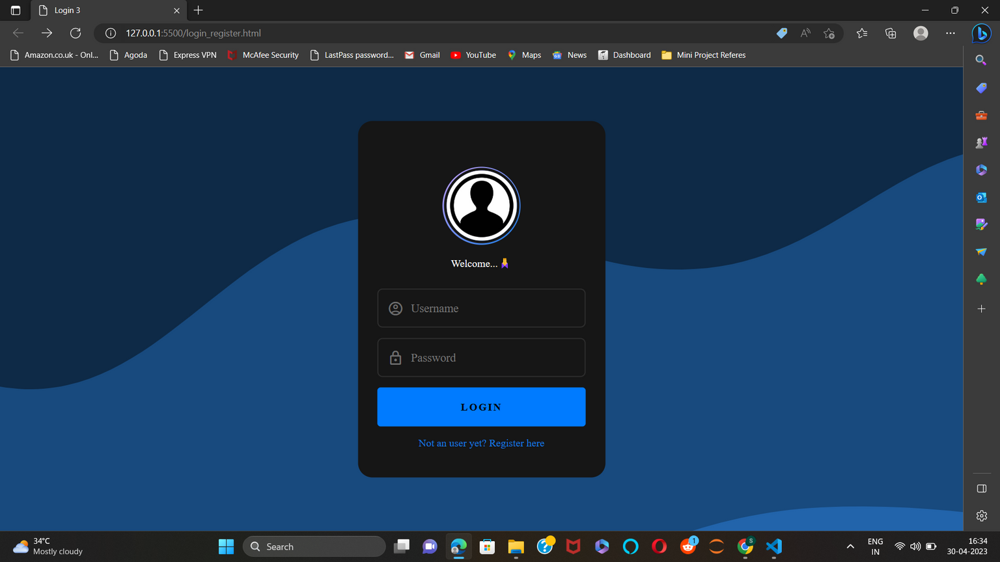 Login 3
127.0.0.1:5500/login_register.html
Amazon.co.uk - Onl... Agoda Express VPN McAfee Security LastPass password... Gmail YouTube Maps News Dashboard Mini Project Referes
Welcome...
Username
Password
LOGIN
Not an user yet? Register here
34°C
Mostly cloudy
Search
1
S
ENG
IN
16:34
30-04-2023